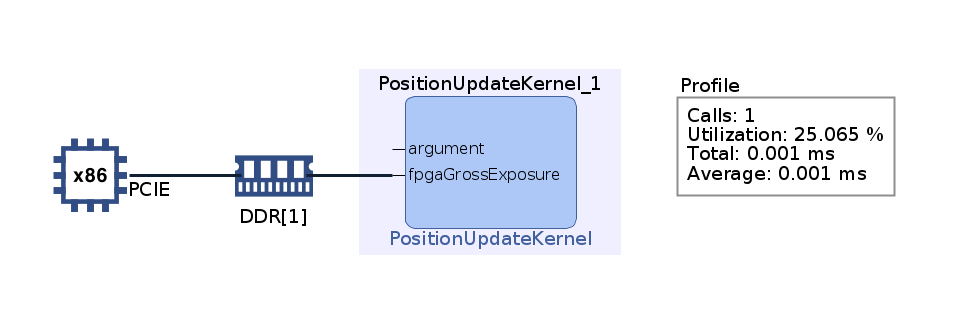 x86
PCIE
DDR[1]
PositionUpdateKernel_1
argument
fpgaGrossExposure
PositionUpdateKernel
Profile
Calls: 1
Utilization: 25.065 %
Total: 0.001 ms
Average: 0.001 ms